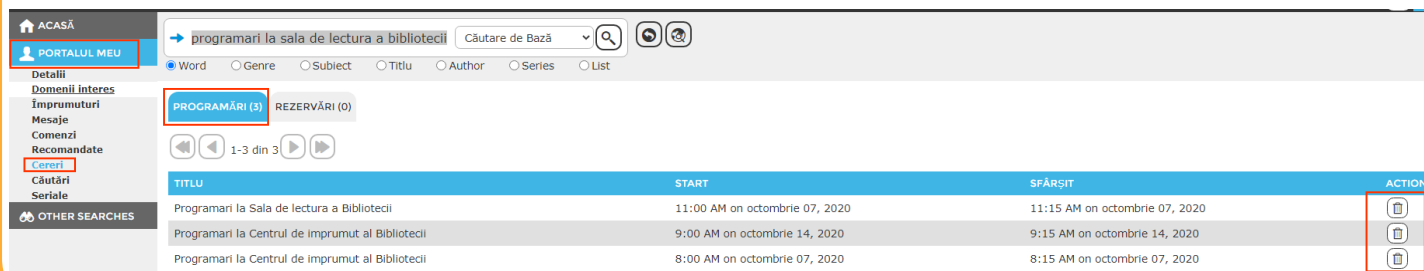 ACASĂ
PORTALUL MEU
Detalii
Domenii interes
Împrumuturi
Mesaje
Comenzi
Recomandate
Cereri
Căutări
Seriale
OTHER SEARCHES
programari la sala de lectura a bibliotecii Căutare de Bază
Word Genre Subiect Titlu Author Series List
PROGRAMĂRI (3) REZERVĂRI (0)
1-3 din 3
TITLU START SFÂRȘIT ACTION
Programari la Sala de lectura a Bibliotecii 11:00 AM on octombrie 07, 2020 11:15 AM on octombrie 07, 2020
Programari la Centrul de imprumut al Bibliotecii 9:00 AM on octombrie 14, 2020 9:15 AM on octombrie 14, 2020
Programari la Centrul de imprumut al Bibliotecii 8:00 AM on octombrie 07, 2020 8:15 AM on octombrie 07, 2020